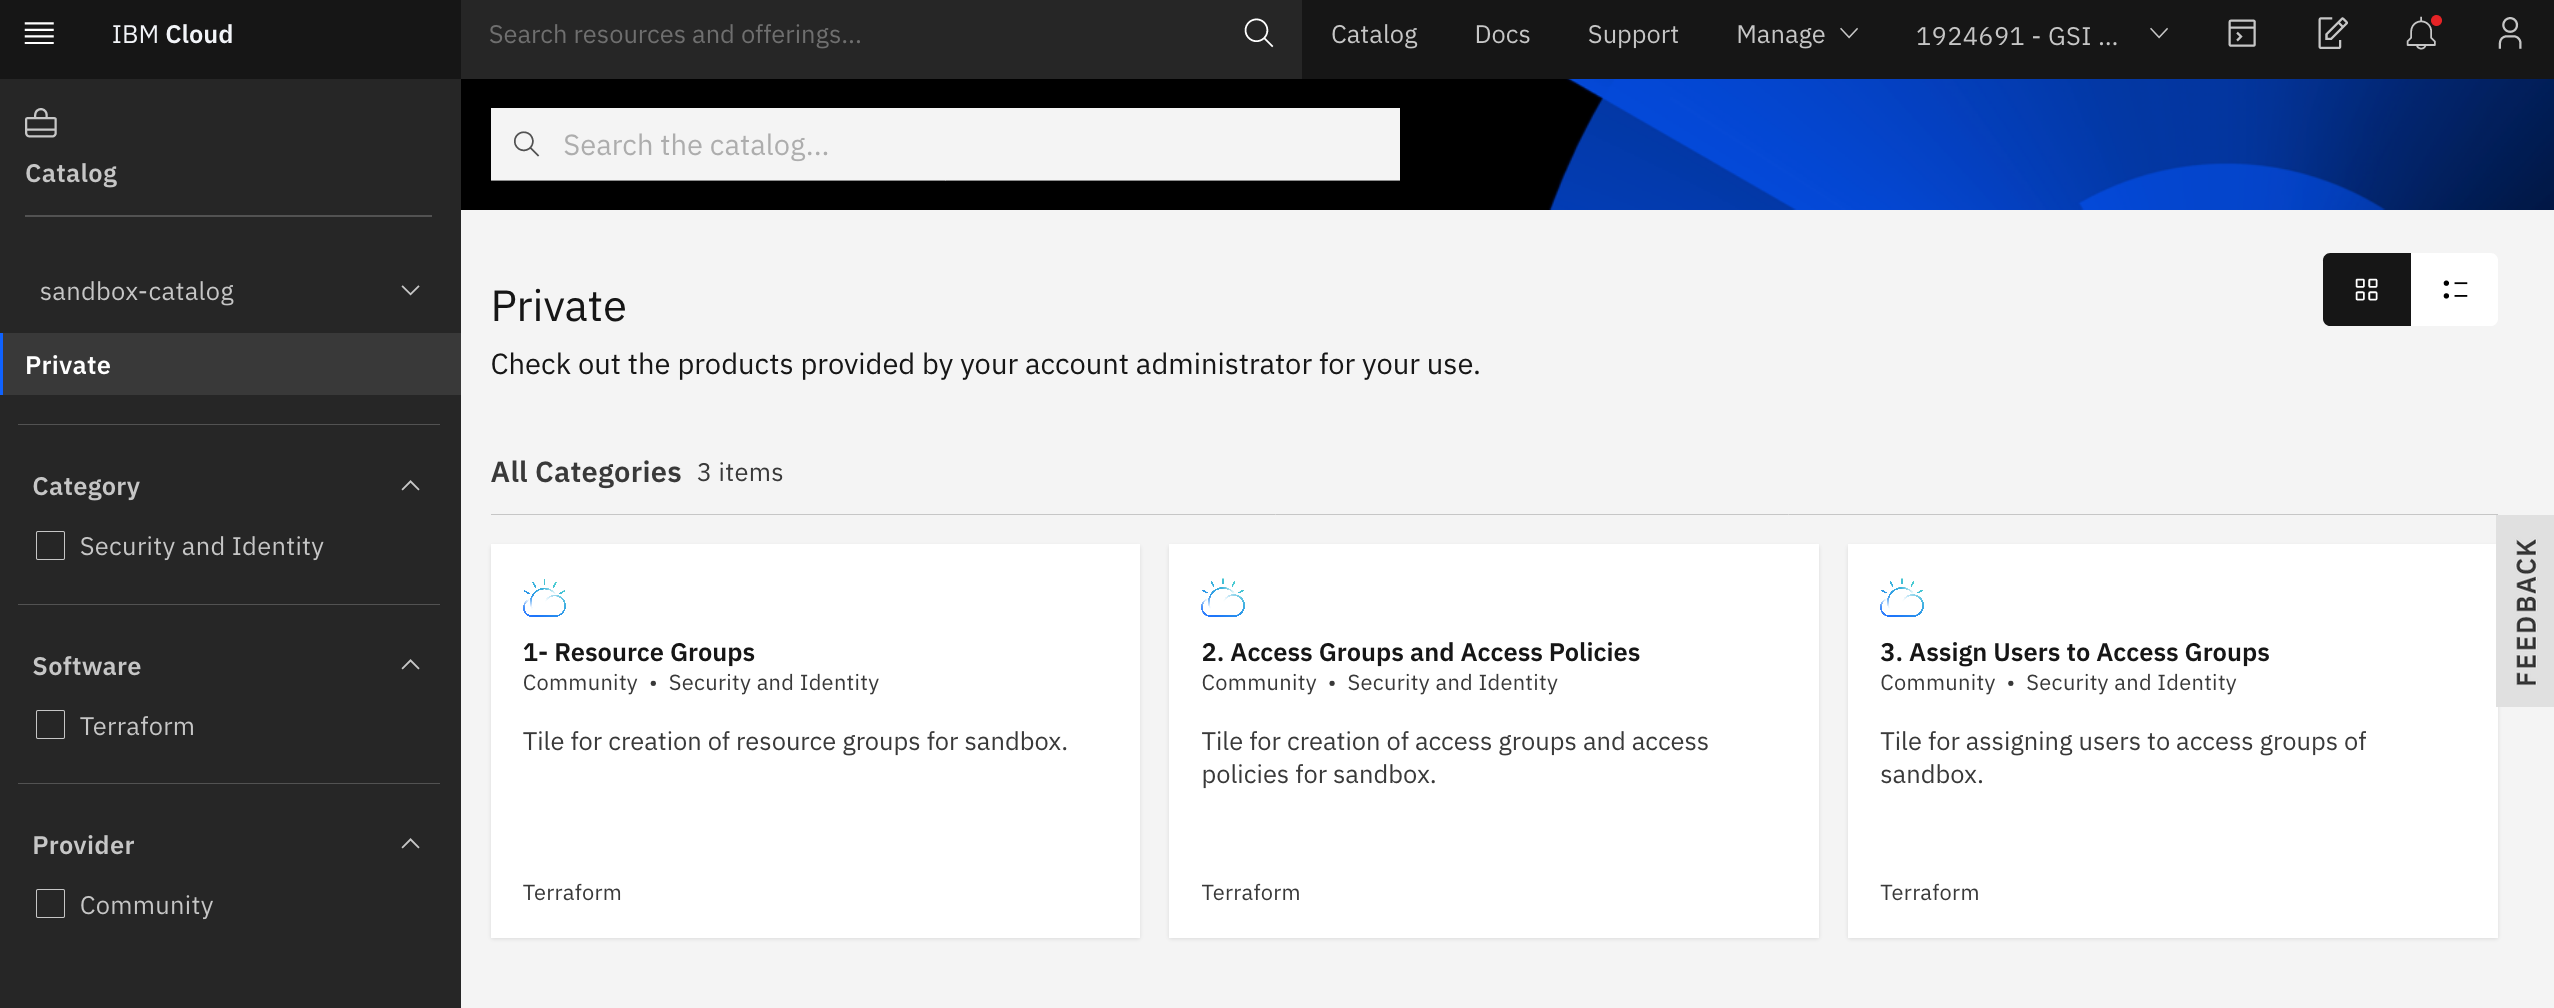 IBM Cloud
Search resources and offerings...
Catalog
Docs
Support
Manage
1924691 - GSI ...
Catalog
sandbox-catalog
Private
Category
Security and Identity
Software
Terraform
Provider
Community
Search the catalog...
Private
Check out the products provided by your account administrator for your use.
All Categories 3 items
1- Resource Groups
Community • Security and Identity
Tile for creation of resource groups for sandbox.
Terraform
2. Access Groups and Access Policies
Community • Security and Identity
Tile for creation of access groups and access
policies for sandbox.
Terraform
3. Assign Users to Access Groups
Community • Security and Identity
Tile for assigning users to access groups of
sandbox.
Terraform
FEEDBACK